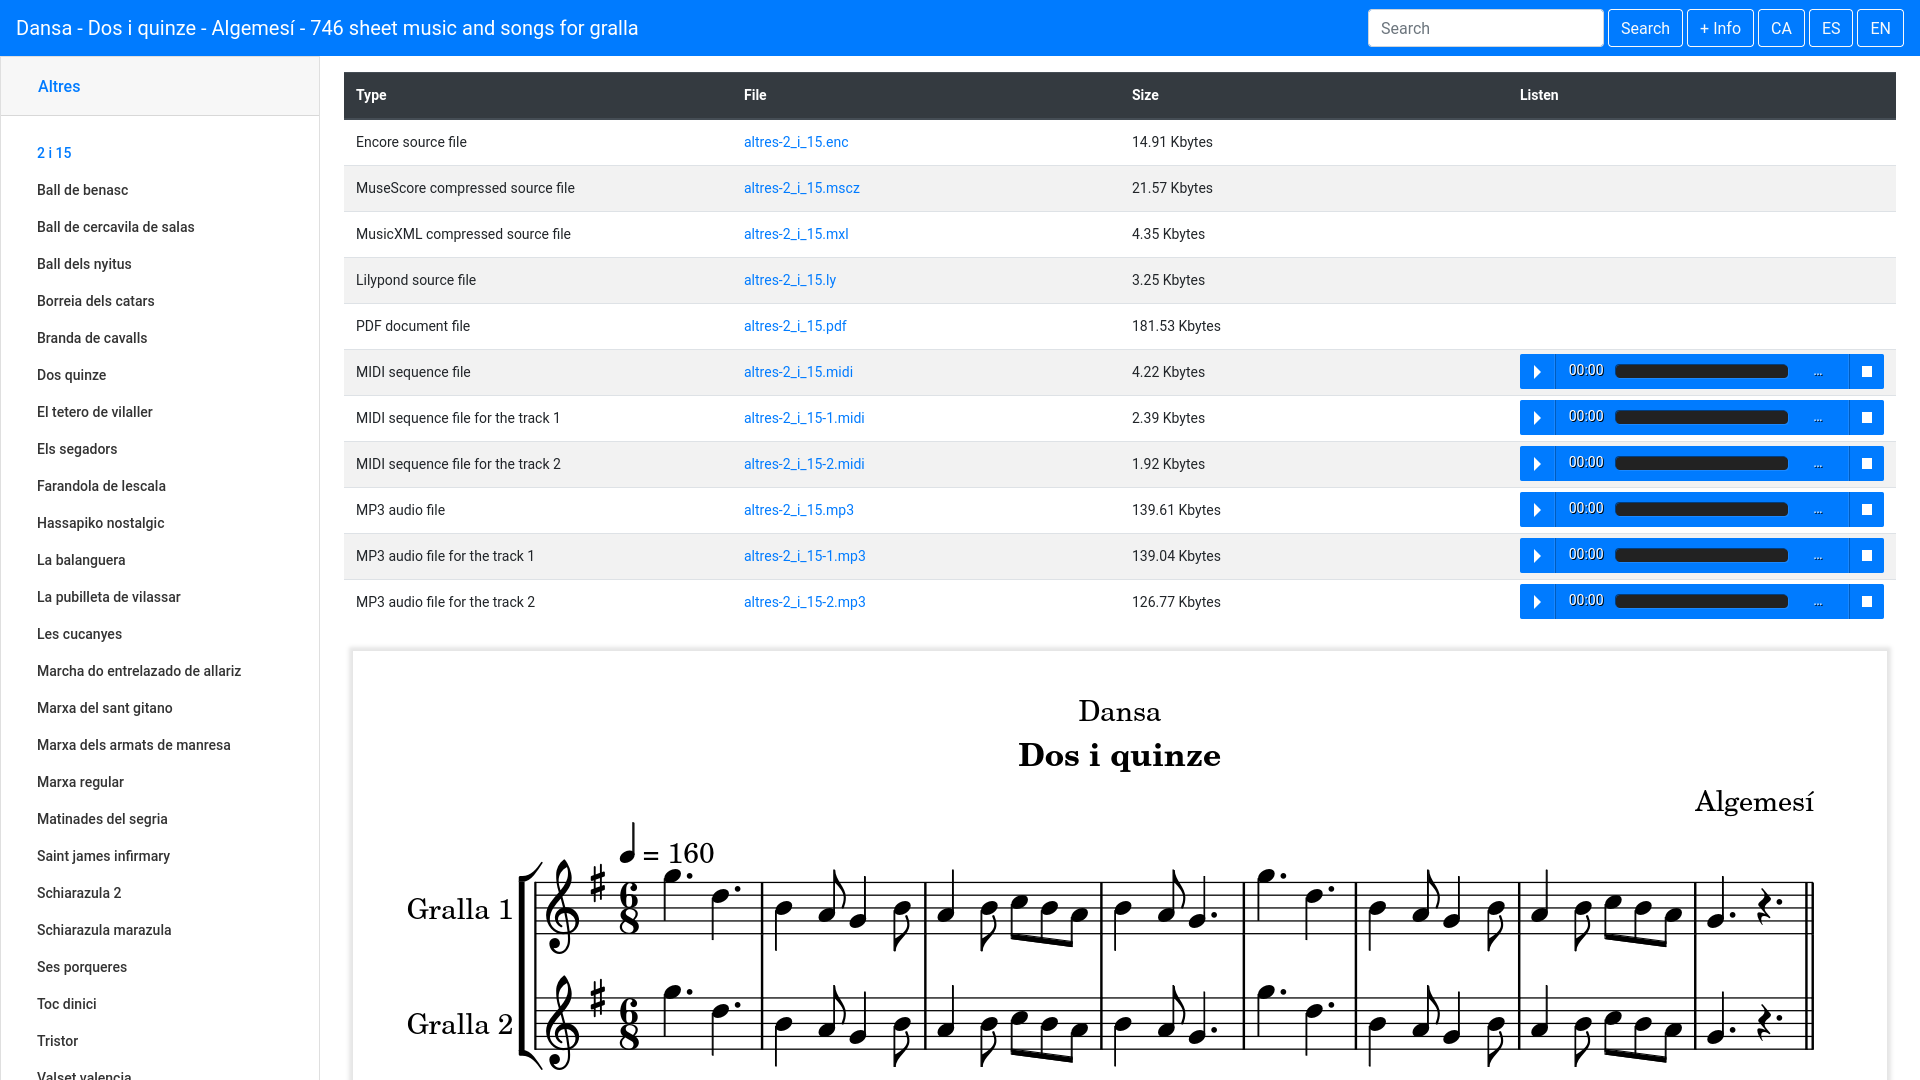 Dansa - Dos i quinze - Algemesí - 746 sheet music and songs for gralla
Search
Search
+ Info
CA
ES
EN
Altres
2 i 15
Ball de benasc
Ball de cercavila de salas
Ball dels nyitus
Borreia dels catars
Branda de cavalls
Dos quinze
El tetero de vilaller
Els segadors
Farandola de lescala
Hassapiko nostalgic
La balanguera
La pubilleta de vilassar
Les cucanyes
Marcha do entrelazado de allariz
Marxa del sant gitano
Marxa dels armats de manresa
Marxa regular
Matinades del segria
Saint james infirmary
Schiarazula 2
Schiarazula marazula
Ses porqueres
Toc dinici
Tristor
Valset valencia
Type File Size Listen
Encore source file altres-2_i_15.enc 14.91 Kbytes
MuseScore compressed source file altres-2_i_15.mscz 21.57 Kbytes
MusicXML compressed source file altres-2_i_15.mxl 4.35 Kbytes
Lilypond source file altres-2_i_15.ly 3.25 Kbytes
PDF document file altres-2_i_15.pdf 181.53 Kbytes
MIDI sequence file altres-2_i_15.midi 4.22 Kbytes 00:00 ...
MIDI sequence file for the track 1 altres-2_i_15-1.midi 2.39 Kbytes 00:00 ...
MIDI sequence file for the track 2 altres-2_i_15-2.midi 1.92 Kbytes 00:00 ...
MP3 audio file altres-2_i_15.mp3 139.61 Kbytes 00:00 ...
MP3 audio file for the track 1 altres-2_i_15-1.mp3 139.04 Kbytes 00:00 ...
MP3 audio file for the track 2 altres-2_i_15-2.mp3 126.77 Kbytes 00:00 ...
Dansa
Dos i quinze
Algemesí
= 160
Gralla 1
6
8
Gralla 2
6
8